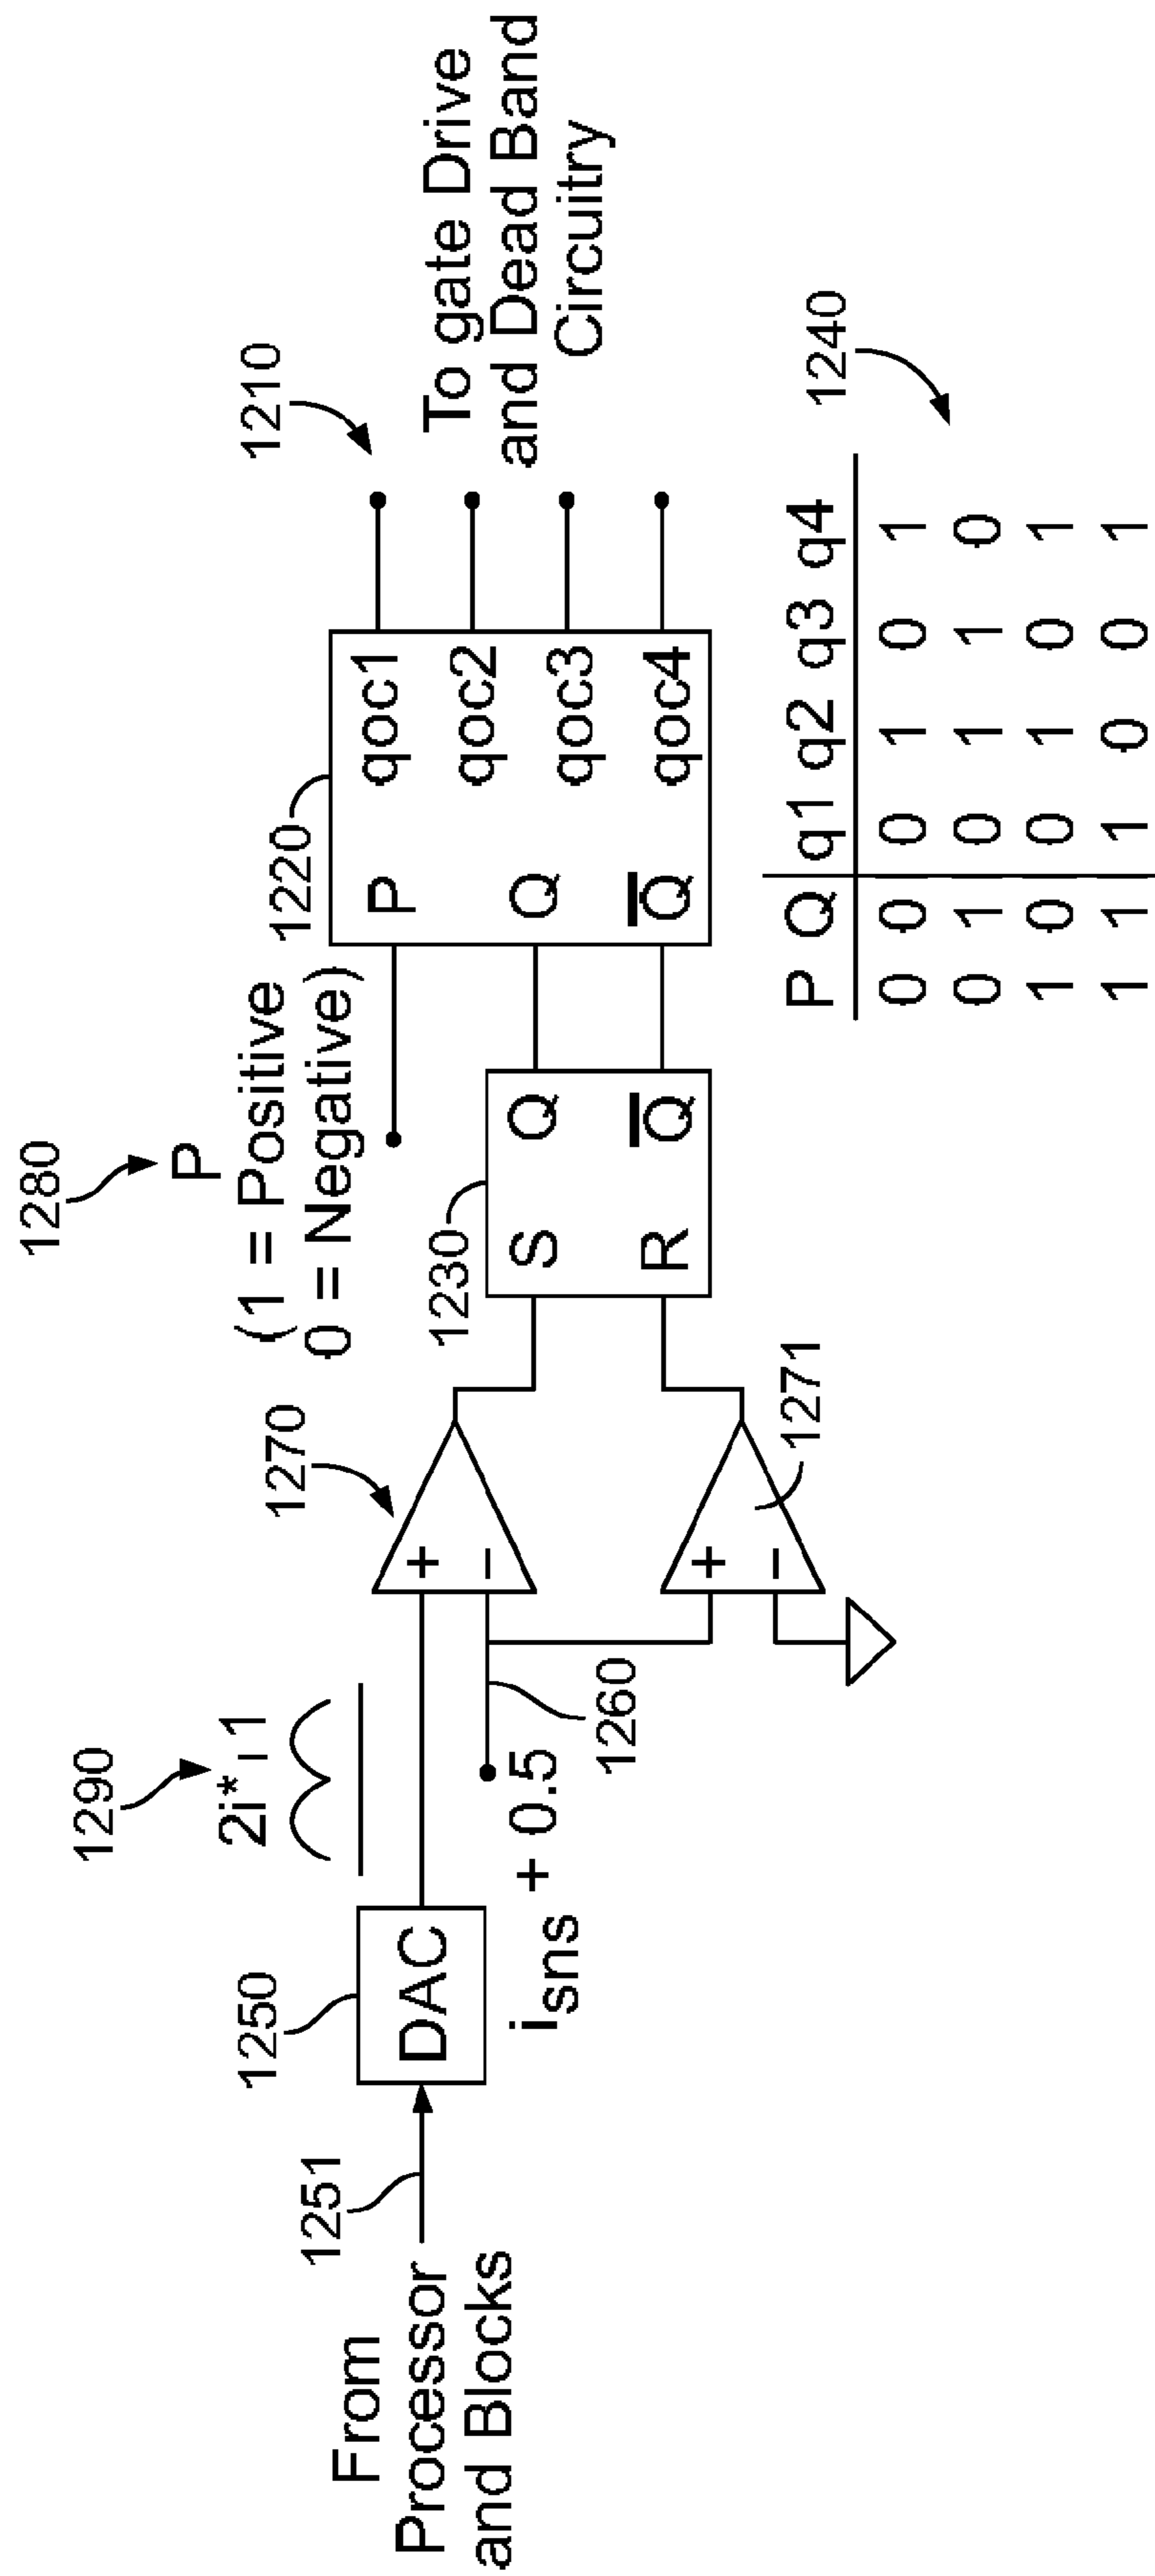 1280
P
(1 = Positive
0 = Negative)
1290
2i* 1
1250
1251
From
Processor
and Blocks
DAC
i_sns + 0.5
1260
1270
+
−
1271
+
−
1230
S Q
R Q̅
1220
P qoc1
Q qoc2
qoc3
Q̅ qoc4
1210
To gate Drive
and Dead Band
Circuitry
1240
P Q q1 q2 q3 q4
0 0 0 1 0 1
0 1 0 1 1 0
1 0 0 1 0 1
1 1 1 0 0 1